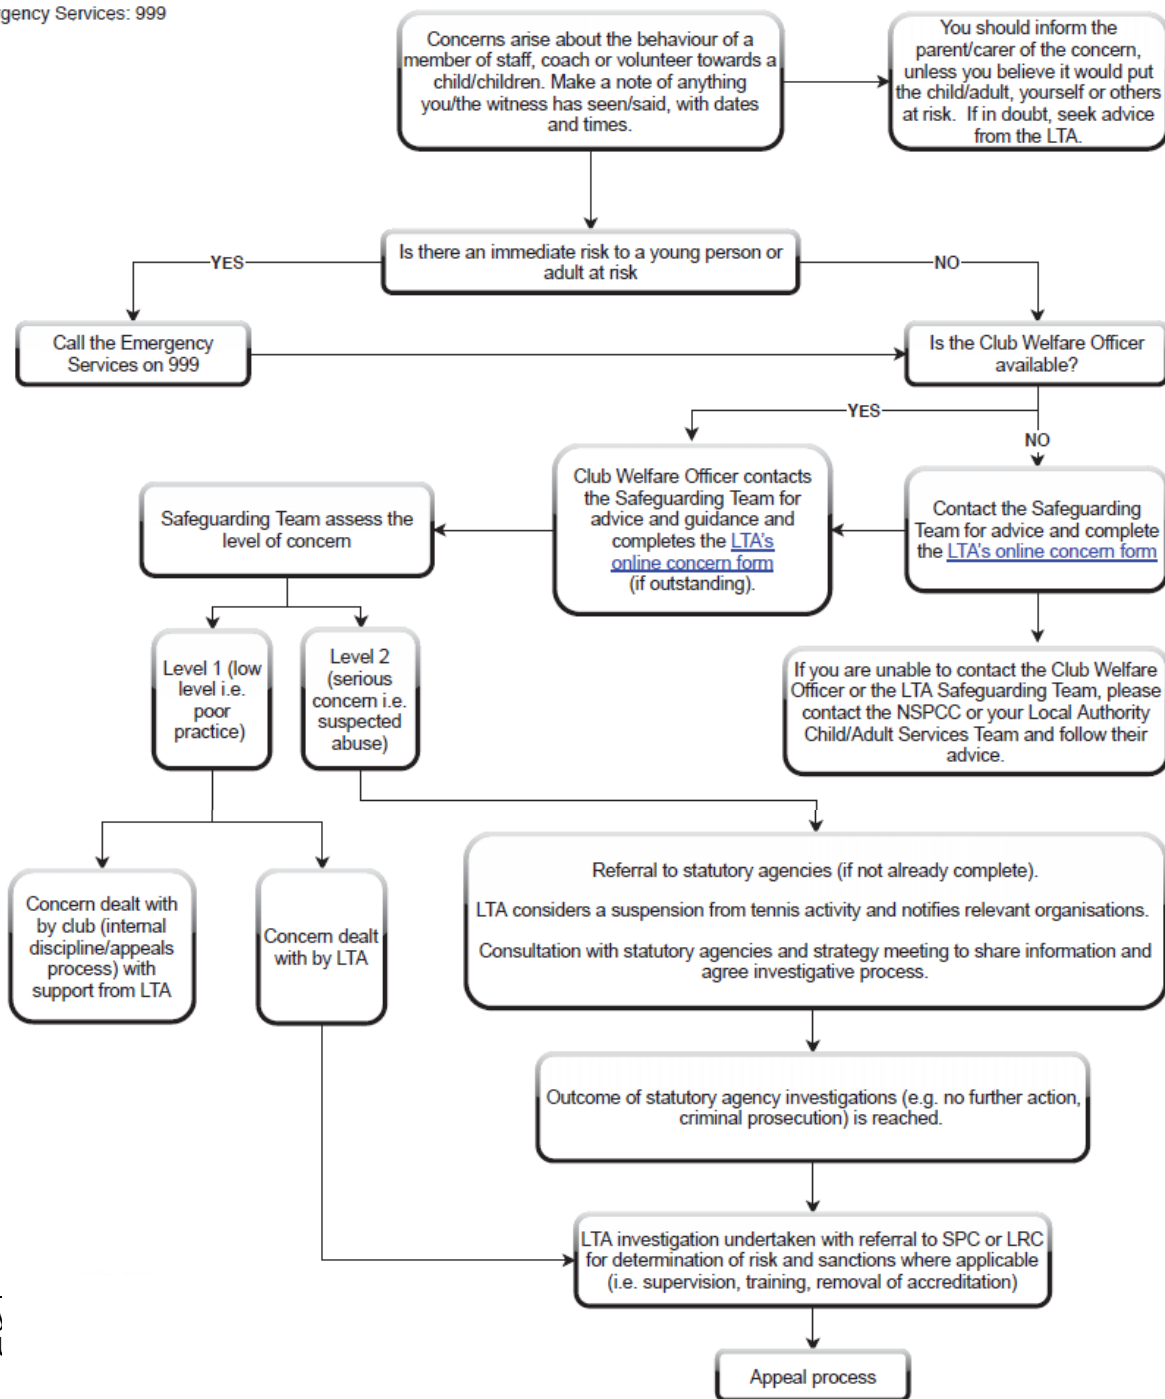 gency Services: 999
Concerns arise about the behaviour of a
member of staff, coach or volunteer towards a
child/children. Make a note of anything
you/the witness has seen/said, with dates
and times.
You should inform the
parent/carer of the concern,
unless you believe it would put
the child/adult, yourself or others
at risk. If in doubt, seek advice
from the LTA.
Is there an immediate risk to a young person or
adult at risk
YES
NO
Call the Emergency
Services on 999
Is the Club Welfare Officer
available?
YES
NO
Club Welfare Officer contacts
the Safeguarding Team for
advice and guidance and
completes the LTA's
online concern form
(if outstanding).
Contact the Safeguarding
Team for advice and complete
the LTA's online concern form
Safeguarding Team assess the
level of concern
Level 1 (low
level i.e.
poor
practice)
Level 2
(serious
concern i.e.
suspected
abuse)
If you are unable to contact the Club Welfare
Officer or the LTA Safeguarding Team, please
contact the NSPCC or your Local Authority
Child/Adult Services Team and follow their
advice.
Concern dealt with
by club (internal
discipline/appeals
process) with
support from LTA
Concern dealt
with by LTA
Referral to statutory agencies (if not already complete).
LTA considers a suspension from tennis activity and notifies relevant organisations.
Consultation with statutory agencies and strategy meeting to share information and
agree investigative process.
Outcome of statutory agency investigations (e.g. no further action,
criminal prosecution) is reached.
LTA investigation undertaken with referral to SPC or LRC
for determination of risk and sanctions where applicable
(i.e. supervision, training, removal of accreditation)
Appeal process